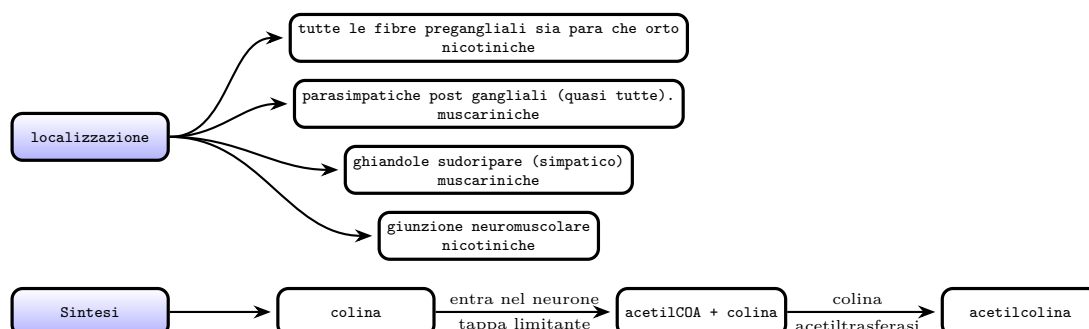 tutte le fibre pregangliali sia para che orto
nicotiniche
parasimpatiche post gangliali (quasi tutte).
muscariniche
localizzazione
ghiandole sudoripare (simpatico)
muscariniche
giunzione neuromuscolare
nicotiniche
Sintesi
colina
entra nel neurone
tappa limitante
acetilCOA + colina
colina
acetiltrasferasi
acetilcolina